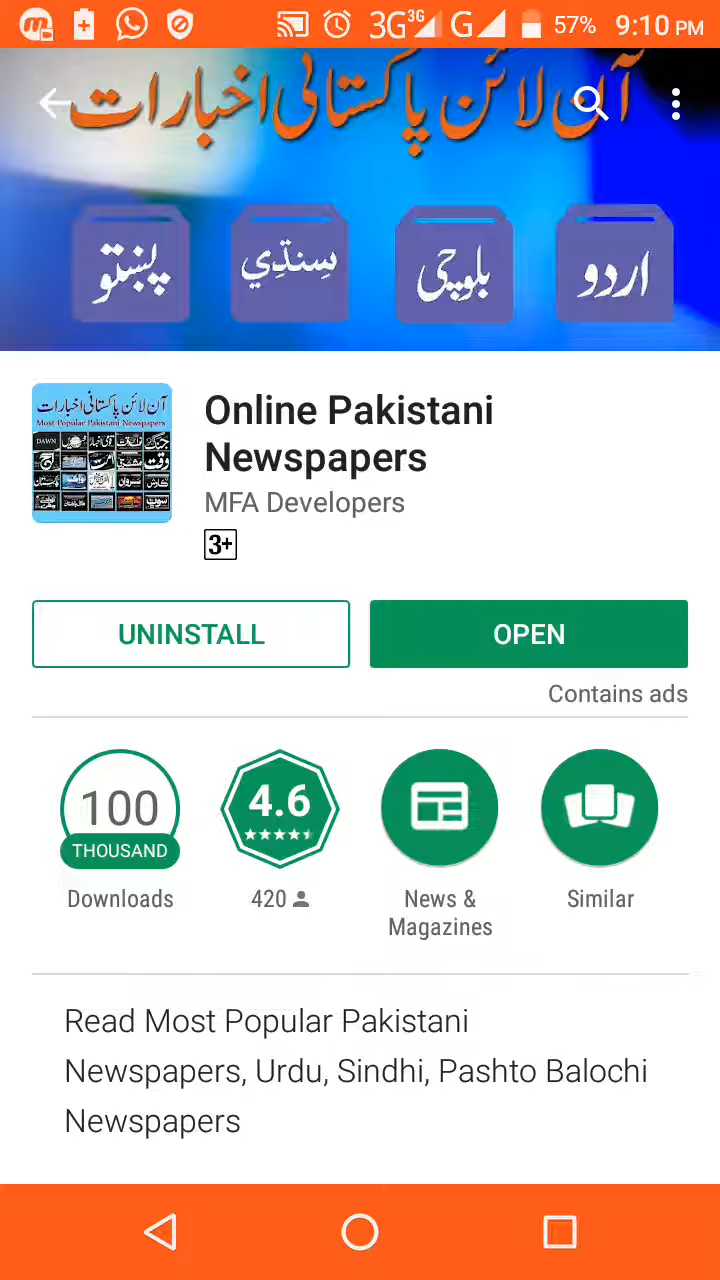 3G 3G G 57% 9:10 PM
آن لائن پاکستانی اخبارات
اردو بلوچی سِنڌي پښتو
آن لائن پاکستانی اخبارات
Most Popular Pakistani Newspapers
DAWN
Online Pakistani
Newspapers
MFA Developers
3+
UNINSTALL OPEN
Contains ads
100 4.6
THOUSAND
Downloads 420 News & Similar
Magazines
Read Most Popular Pakistani
Newspapers, Urdu, Sindhi, Pashto Balochi
Newspapers